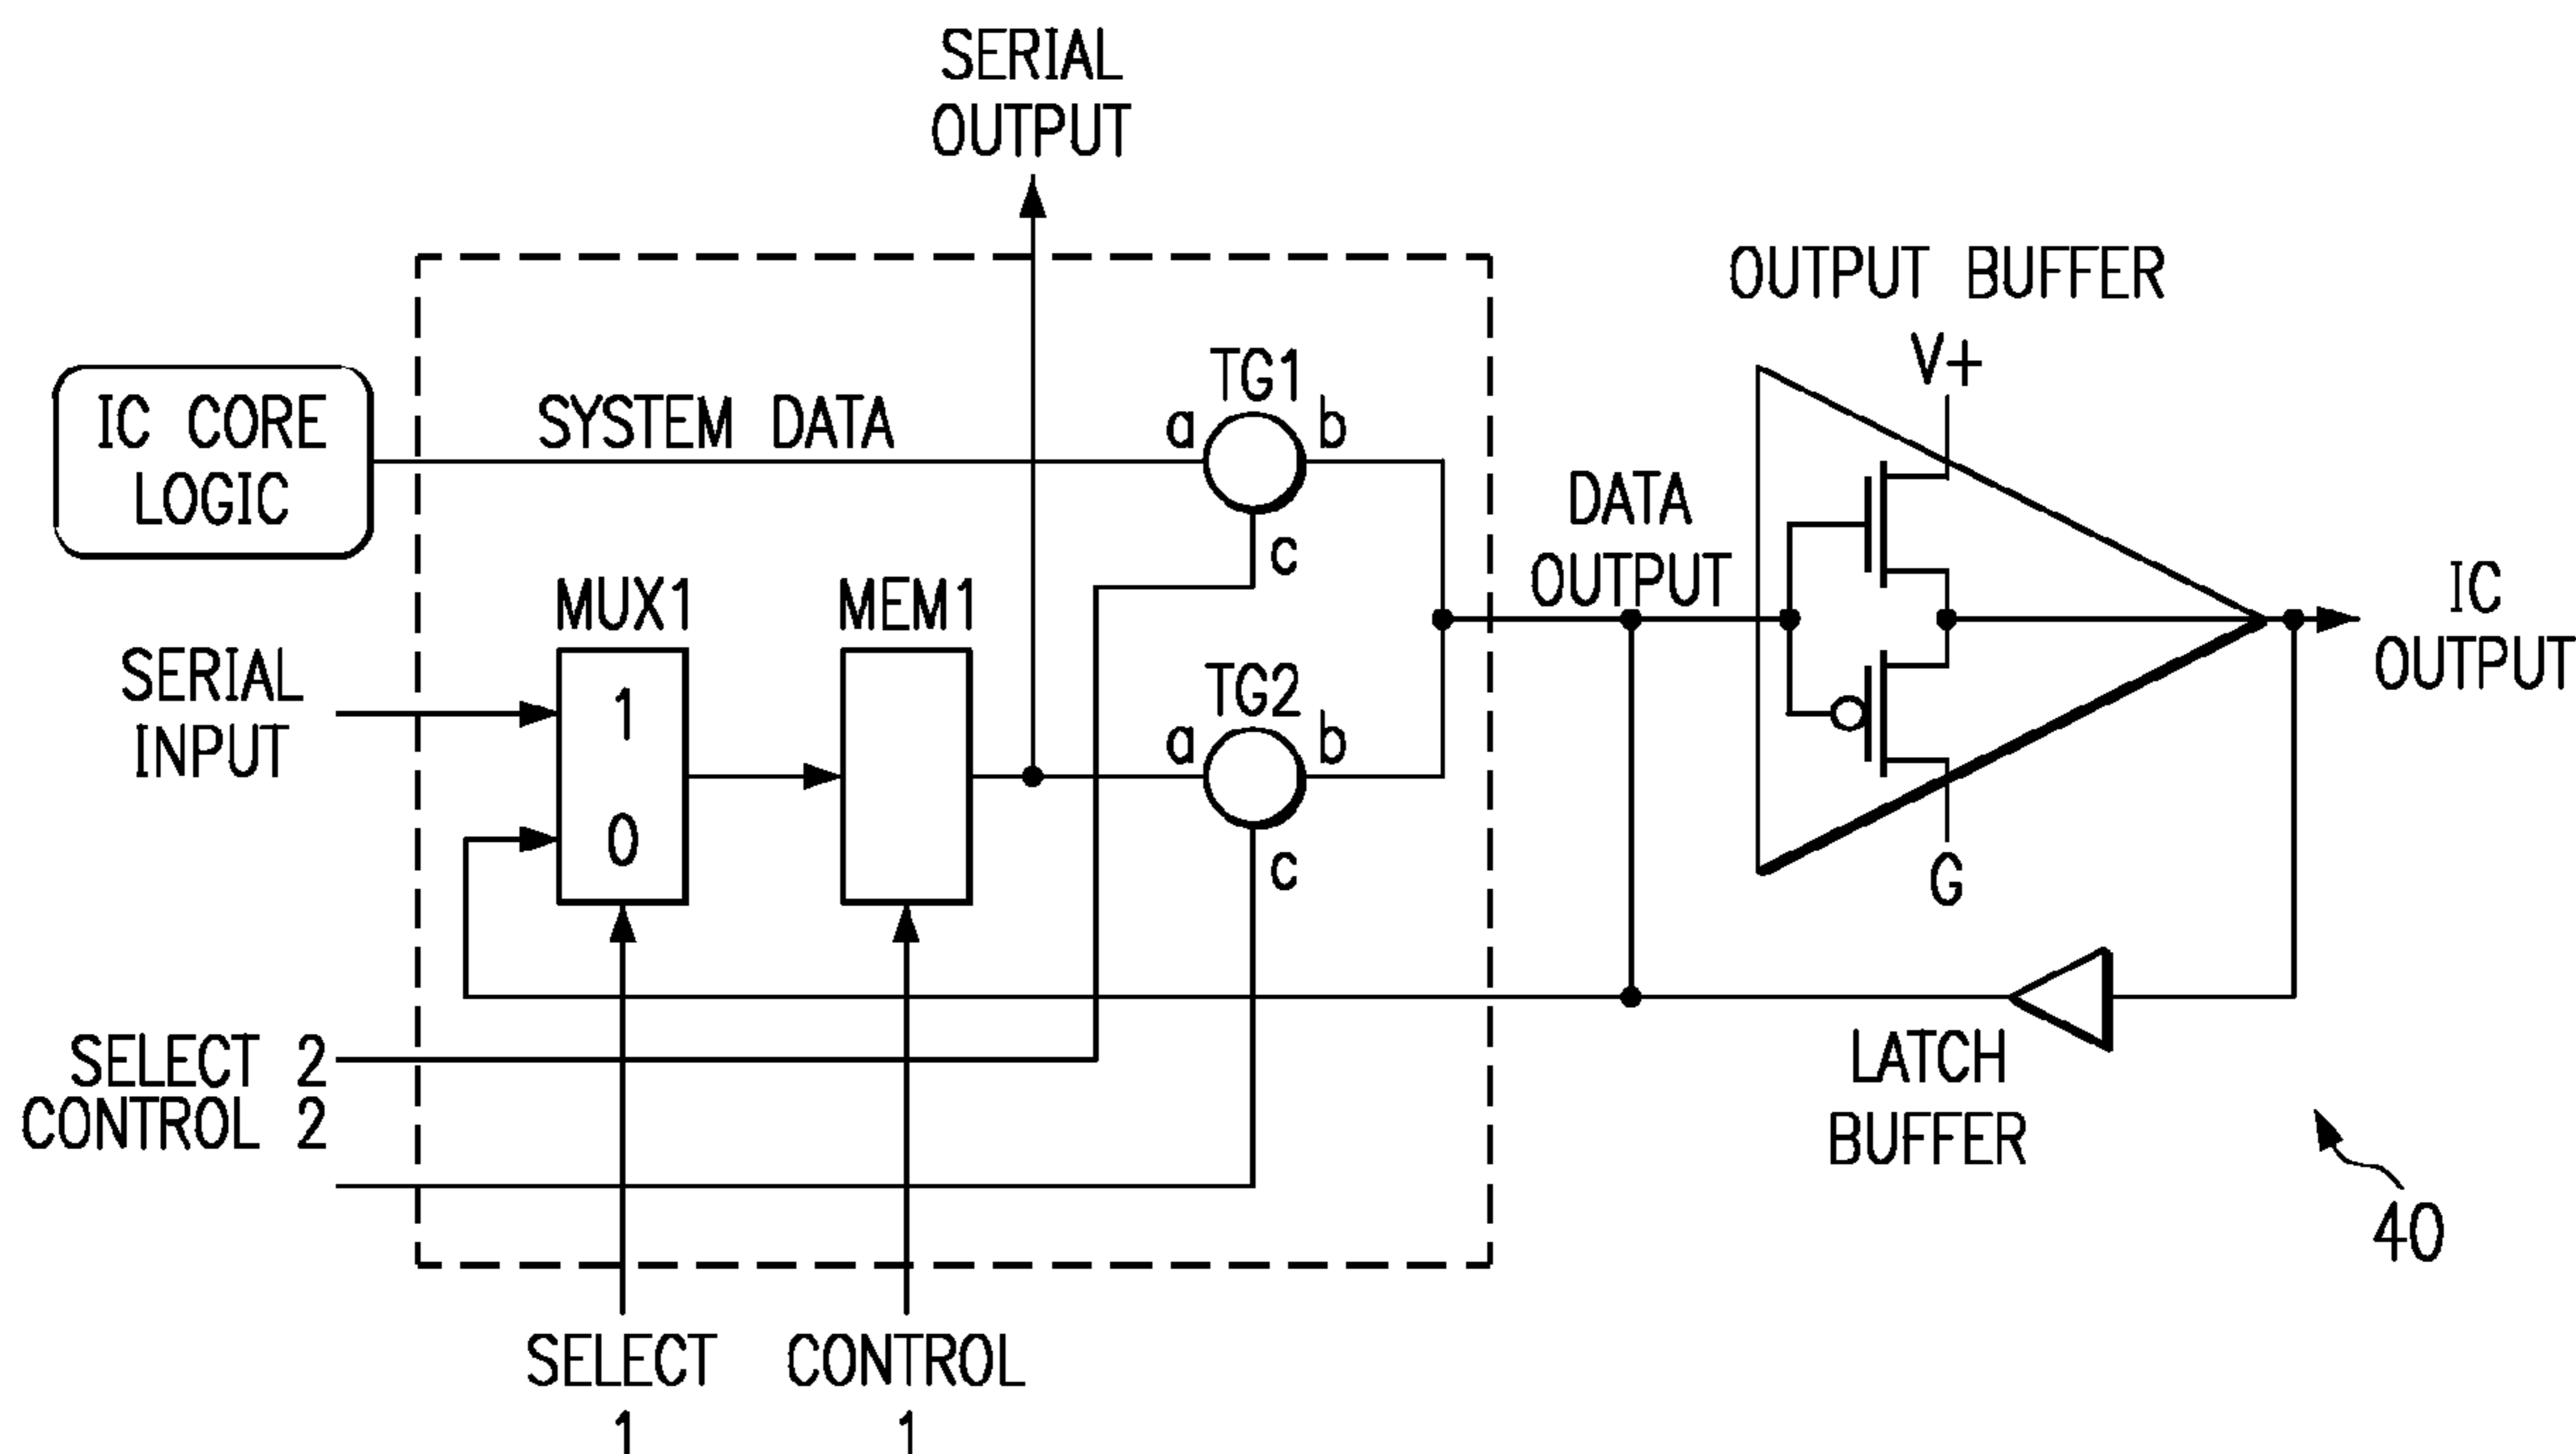 SERIAL
OUTPUT
OUTPUT BUFFER
V+
TG1
IC CORE
LOGIC
SYSTEM DATA
a
b
c
DATA
OUTPUT
IC
OUTPUT
MUX1
MEM1
SERIAL
INPUT
1
0
TG2
a
b
c
G
SELECT 2
CONTROL 2
LATCH
BUFFER
40
SELECT
1
CONTROL
1